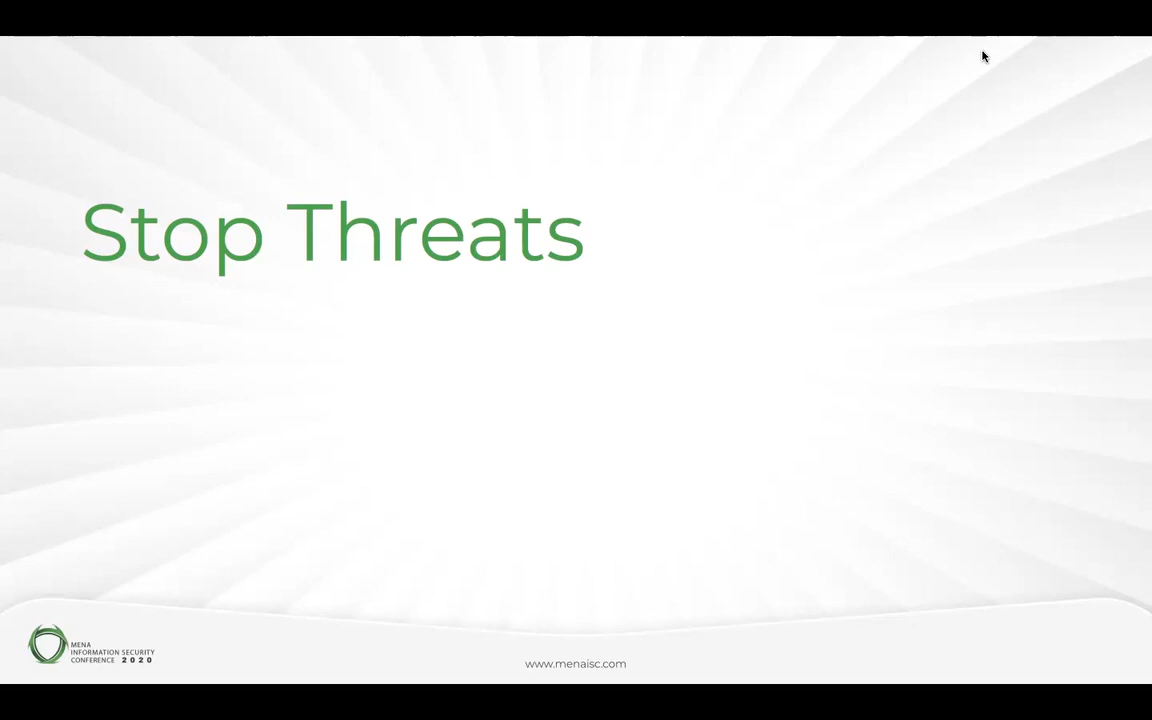 Stop Threats
MENA
INFORMATION SECURITY
CONFERENCE 2020
www.menaisc.com